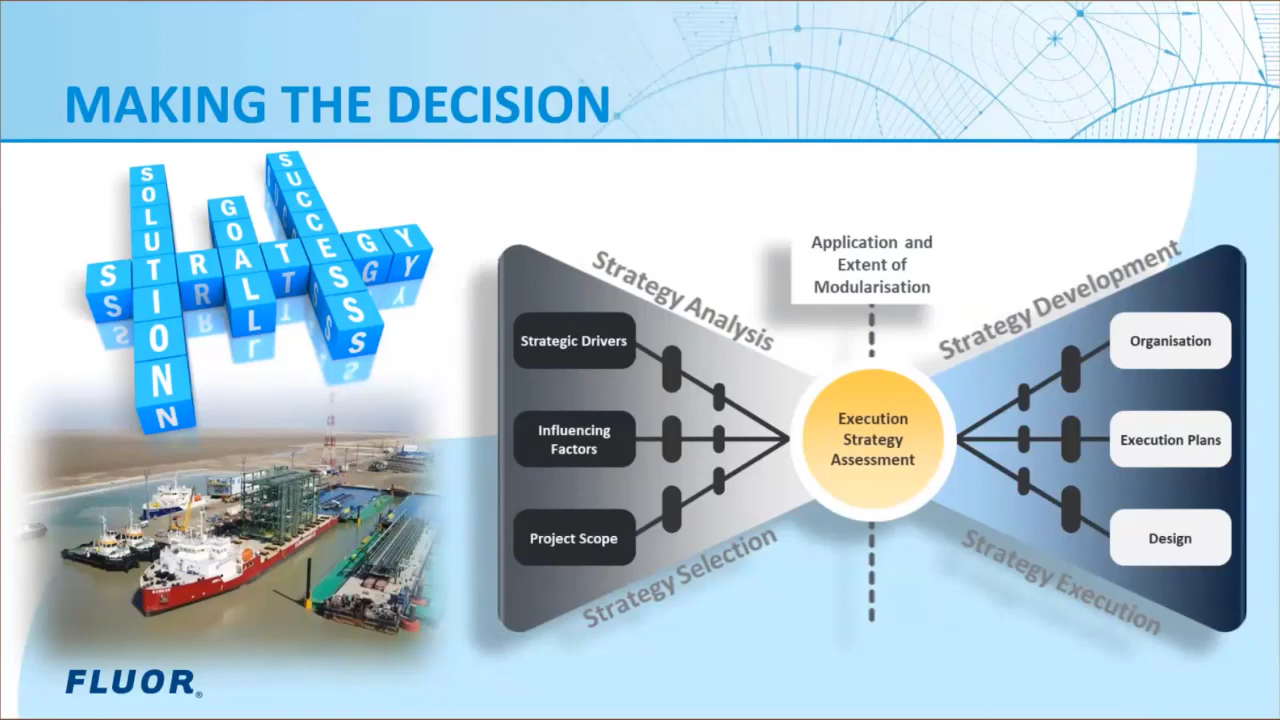 MAKING THE DECISION
SOLUTION
GOAL
SUCCESS
STRATEGY
Application and
Extent of
Modularisation
Strategy Analysis
Strategy Development
Strategic Drivers
Influencing
Factors
Project Scope
Execution
Strategy
Assessment
Organisation
Execution Plans
Design
Strategy Selection
Strategy Execution
FLUOR®